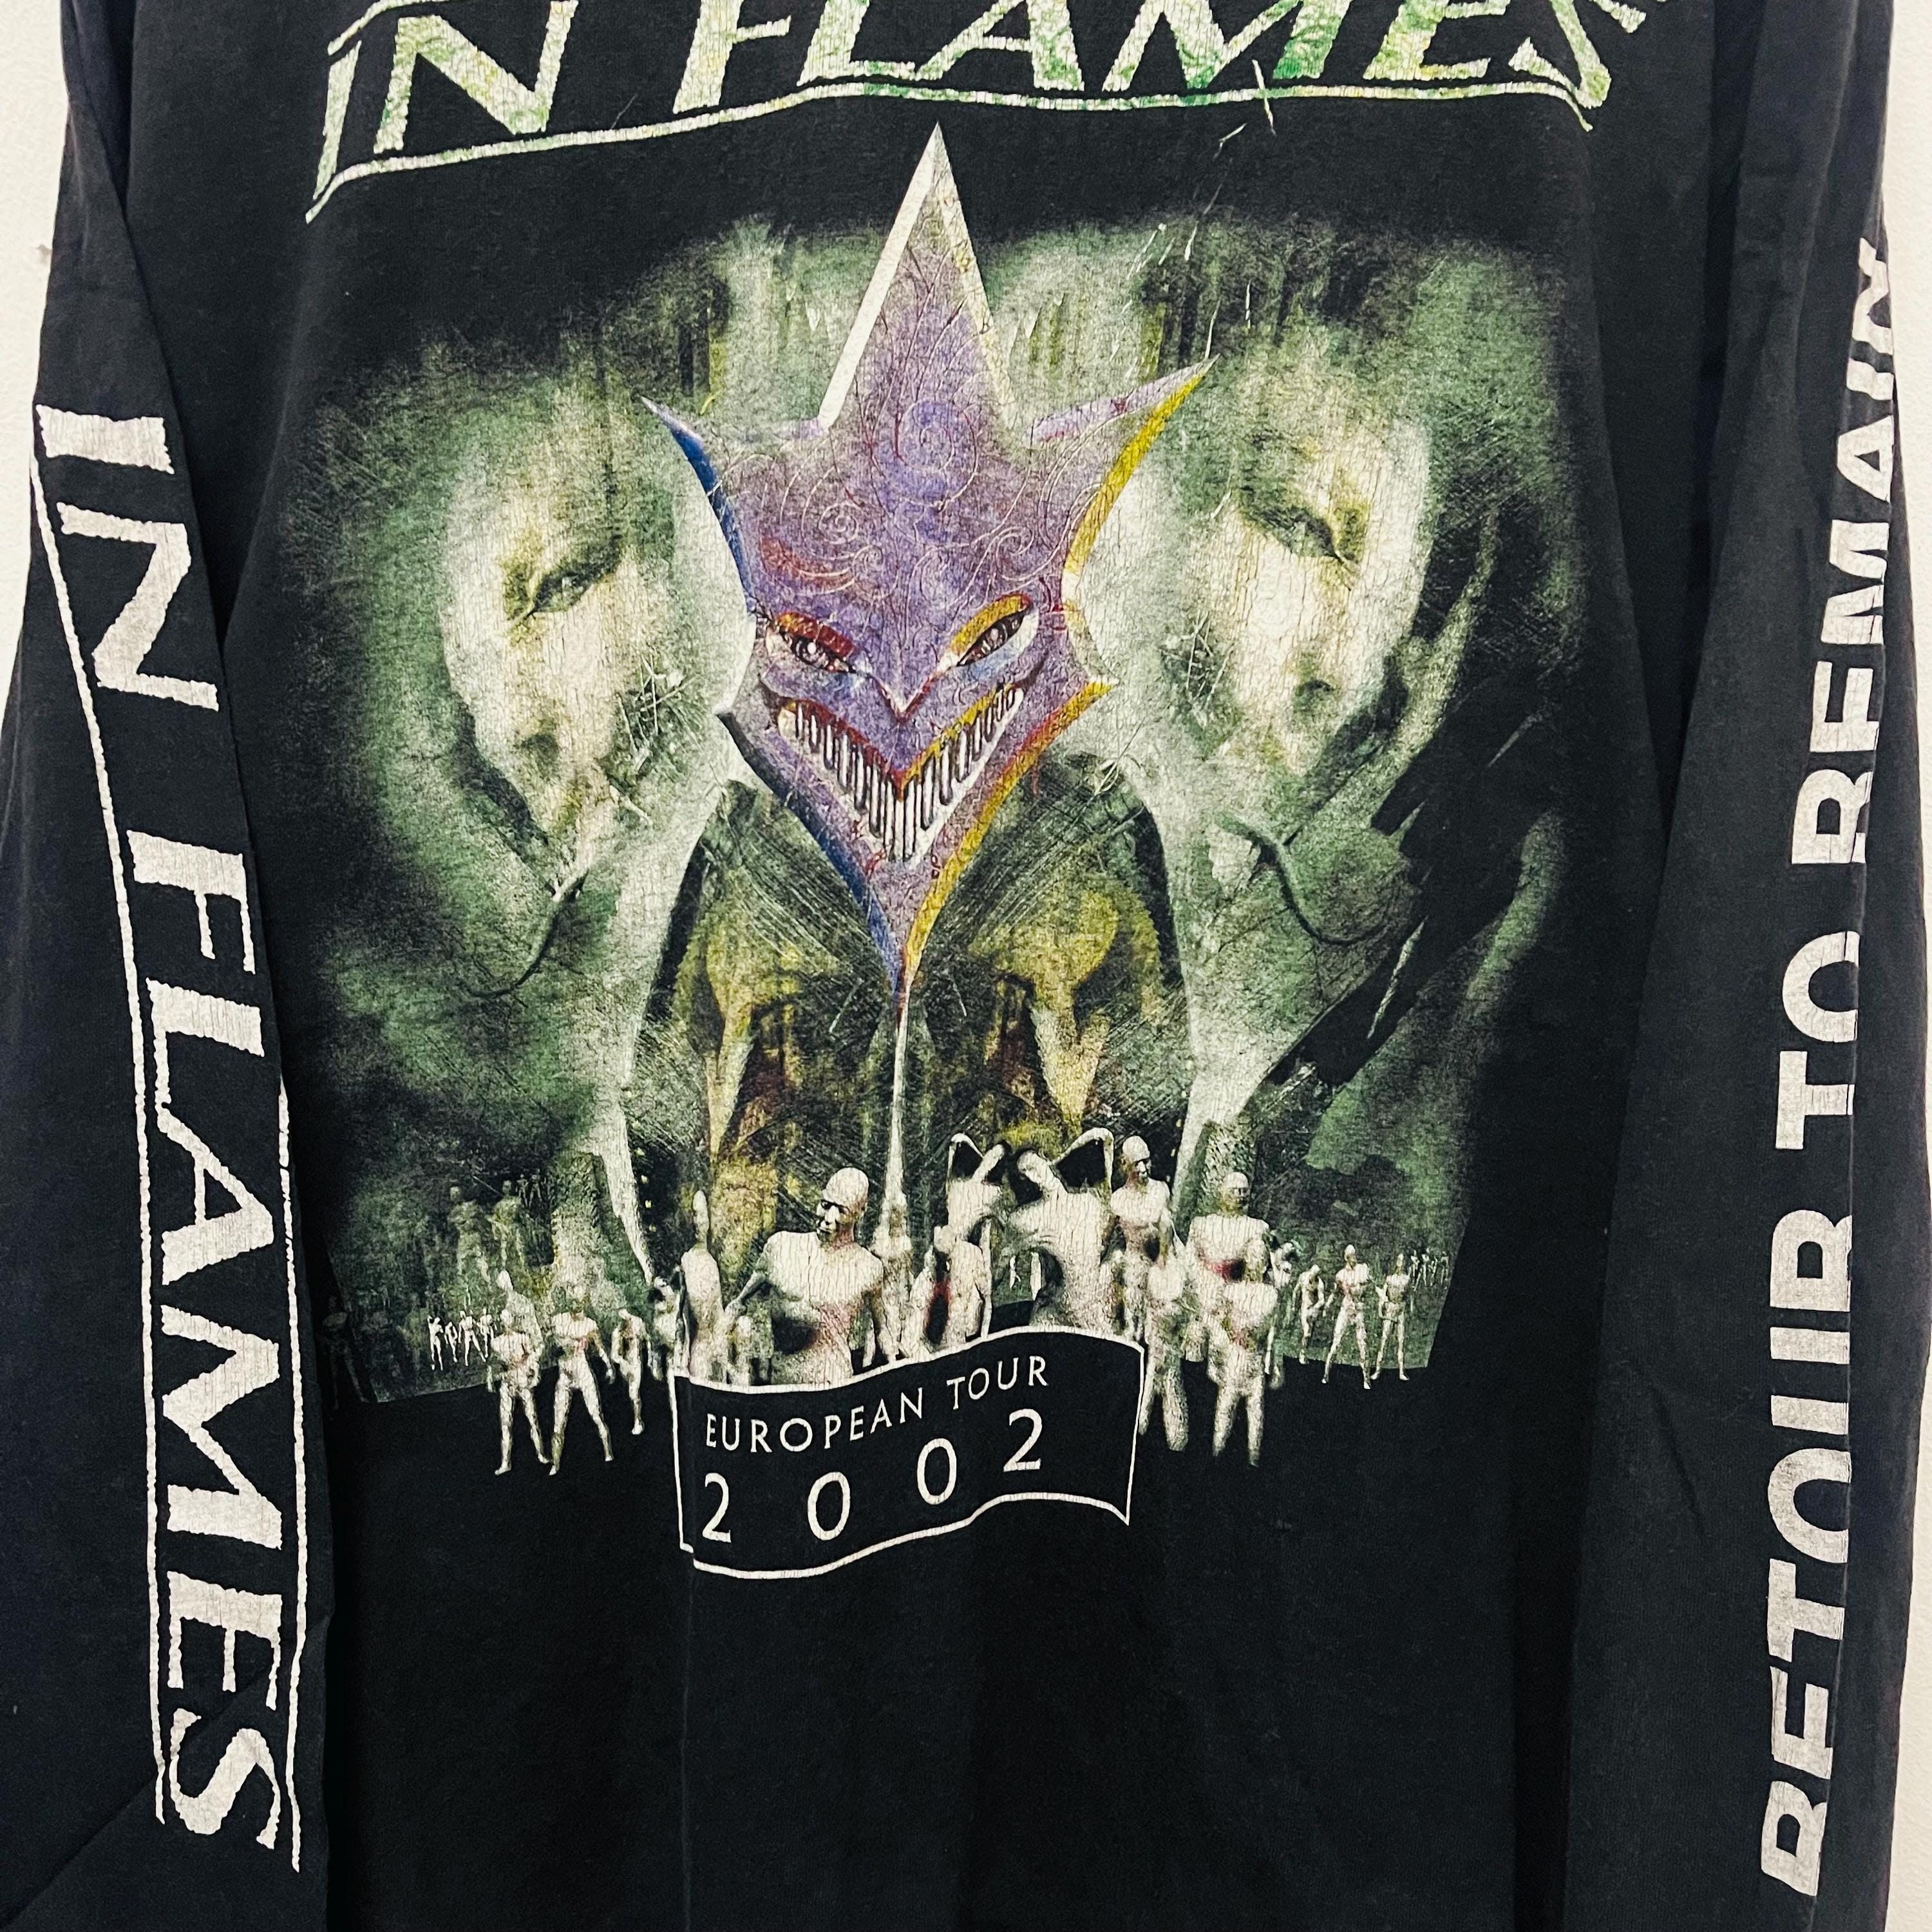 IN FLAMES
IN FLAMES
RETOUR TO REMAIN
EUROPEAN TOUR
2002